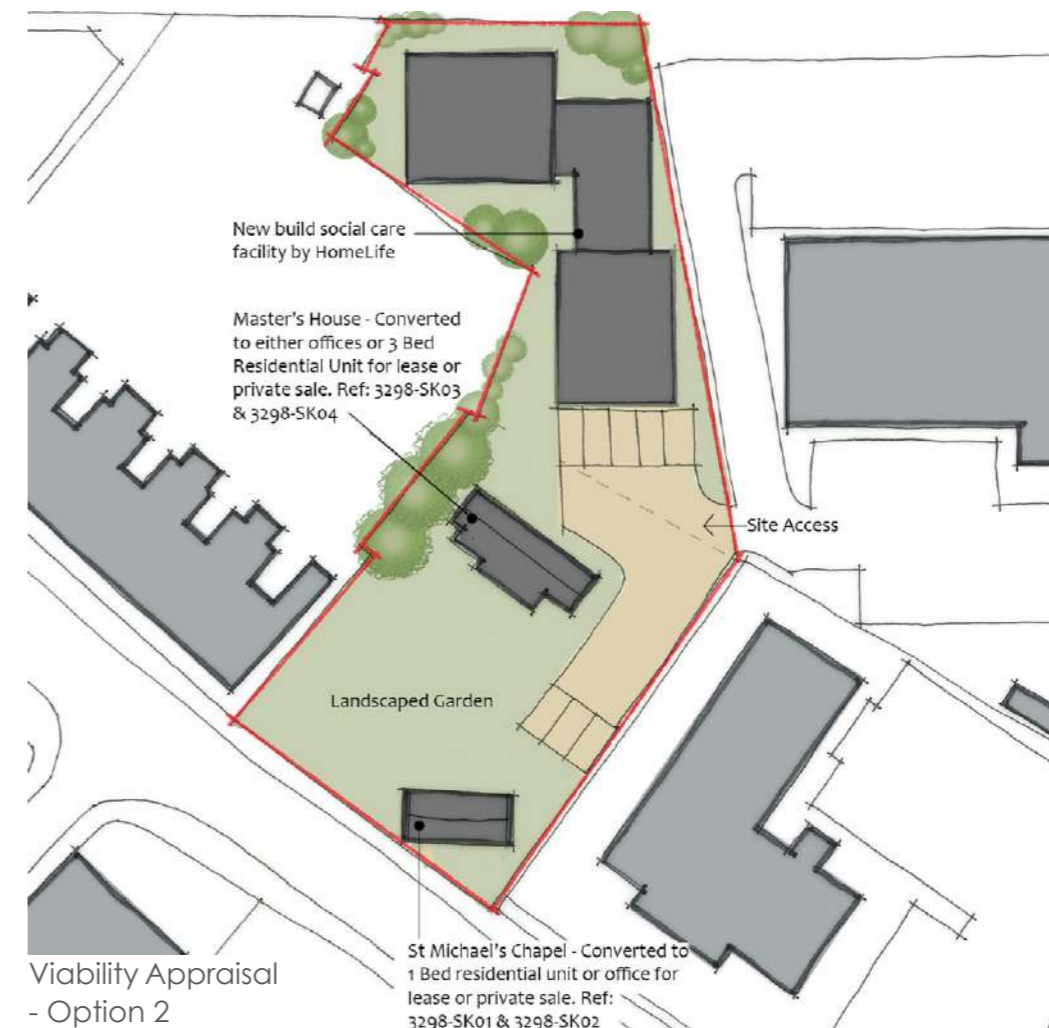 New build social care
facility by HomeLife
Master's House - Converted
to either offices or 3 Bed
Residential Unit for lease or
private sale. Ref: 3298-SK03
& 3298-SK04
Site Access
Landscaped Garden
St Michael's Chapel - Converted to
1 Bed residential unit or office for
lease or private sale. Ref:
3298-SK01 & 3298-SK02
Viability Appraisal
- Option 2